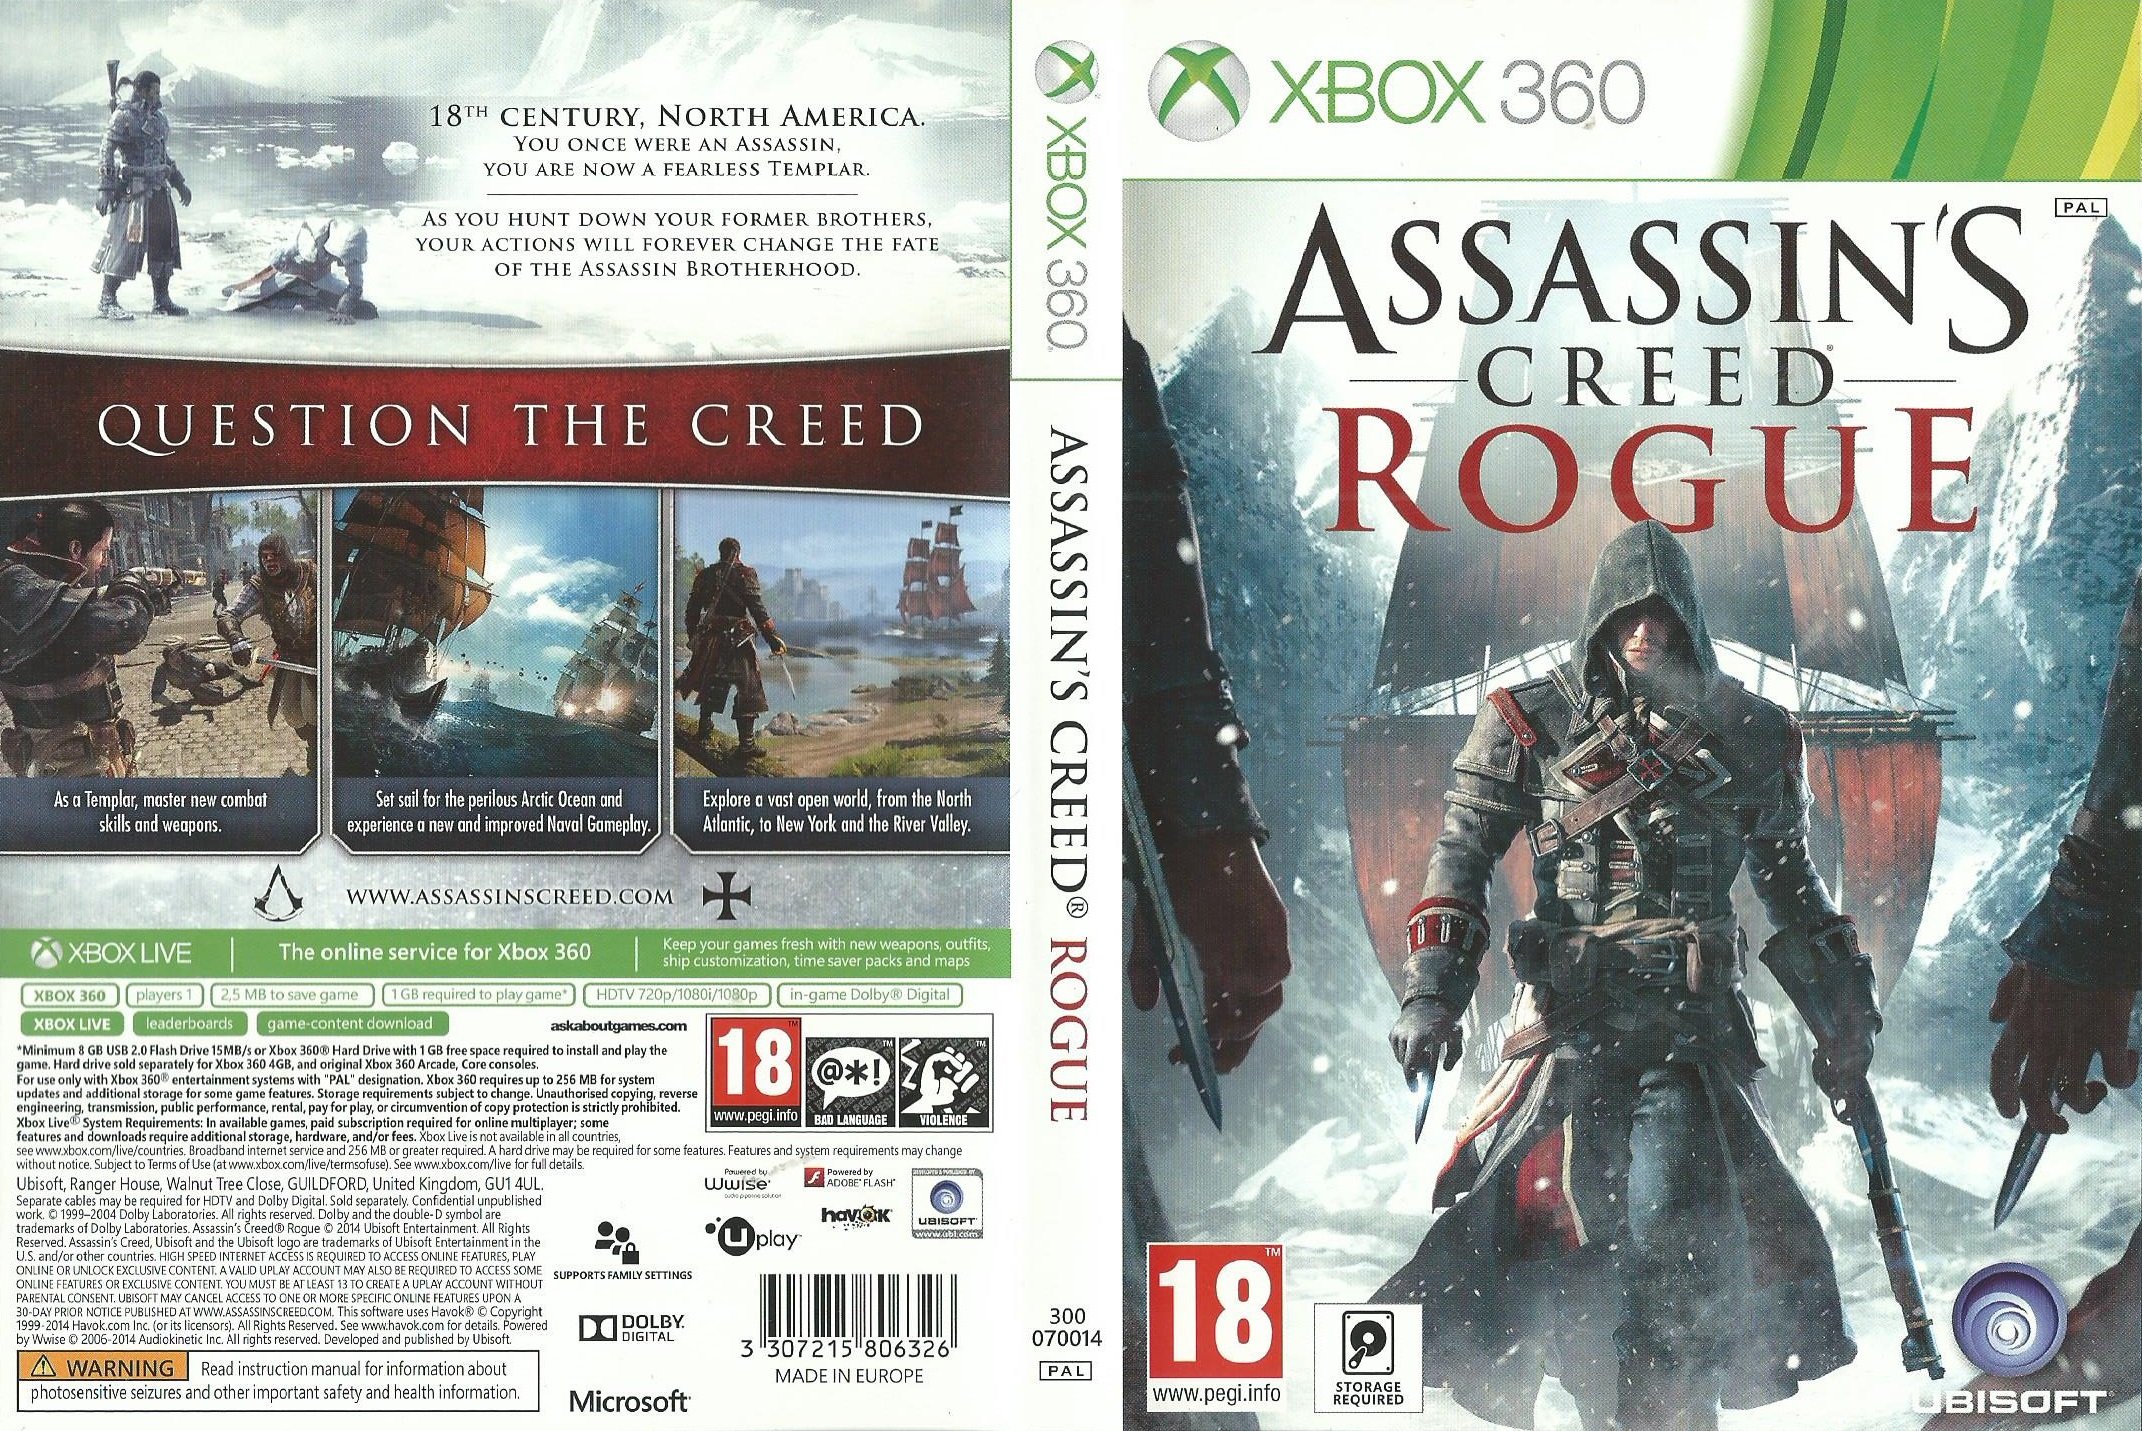 18TH CENTURY, NORTH AMERICA.
YOU ONCE WERE AN ASSASSIN,
YOU ARE NOW A FEARLESS TEMPLAR.
AS YOU HUNT DOWN YOUR FORMER BROTHERS,
YOUR ACTIONS WILL FOREVER CHANGE THE FATE
OF THE ASSASSIN BROTHERHOOD.
QUESTION THE CREED
As a Templar, master new combat
skills and weapons.
Set sail for the perilous Arctic Ocean and
experience a new and improved Naval Gameplay.
Explore a vast open world, from the North
Atlantic, to New York and the River Valley.
WWW.ASSASSINSCREED.COM
XBOX LIVE
The online service for Xbox 360
Keep your games fresh with new weapons, outfits,
ship customization, time saver packs and maps
XBOX 360 players 1 2,5 MB to save game 1 GB required to play game* HDTV 720p/1080i/1080p in-game Dolby® Digital
XBOX LIVE leaderboards game-content download
askaboutgames.com
*Minimum 8 GB USB 2.0 Flash Drive 15MB/s or Xbox 360® Hard Drive with 1 GB free space required to install and play the
game. Hard drive sold separately for Xbox 360 4GB, and original Xbox 360 Arcade, Core consoles.
For use only with Xbox 360® entertainment systems with "PAL" designation. Xbox 360 requires up to 256 MB for system
updates and additional storage for some game features. Storage requirements subject to change. Unauthorised copying, reverse
engineering, transmission, public performance, rental, pay for play, or circumvention of copy protection is strictly prohibited.
Xbox Live® System Requirements: In available games, paid subscription required for online multiplayer; some
features and downloads require additional storage, hardware, and/or fees. Xbox Live is not available in all countries,
see www.xbox.com/live/countries. Broadband internet service and 256 MB or greater required. A hard drive may be required for some features. Features and system requirements may change
without notice. Subject to Terms of Use (at www.xbox.com/live/termsofuse). See www.xbox.com/live for full details.
18
TM
www.pegi.info
@*!
TM
BAD LANGUAGE
TM
VIOLENCE
Ubisoft, Ranger House, Walnut Tree Close, GUILDFORD, United Kingdom, GU1 4UL.
Separate cables may be required for HDTV and Dolby Digital. Sold separately. Confidential unpublished
work. © 1999–2004 Dolby Laboratories. All rights reserved. Dolby and the double-D symbol are
trademarks of Dolby Laboratories. Assassin's Creed® Rogue © 2014 Ubisoft Entertainment. All Rights
Reserved. Assassin's Creed, Ubisoft and the Ubisoft logo are trademarks of Ubisoft Entertainment in the
U.S. and/or other countries. HIGH SPEED INTERNET ACCESS IS REQUIRED TO ACCESS ONLINE FEATURES, PLAY
ONLINE OR UNLOCK EXCLUSIVE CONTENT. A VALID UPLAY ACCOUNT MAY ALSO BE REQUIRED TO ACCESS SOME
ONLINE FEATURES OR EXCLUSIVE CONTENT. YOU MUST BE AT LEAST 13 TO CREATE A UPLAY ACCOUNT WITHOUT
PARENTAL CONSENT. UBISOFT MAY CANCEL ACCESS TO ONE OR MORE SPECIFIC ONLINE FEATURES UPON A
30-DAY PRIOR NOTICE PUBLISHED AT WWW.ASSASSINSCREED.COM. This software uses Havok® © Copyright
1999-2014 Havok.com Inc. (or its licensors). All Rights Reserved. See www.havok.com for details. Powered
by Wwise © 2006-2014 Audiokinetic Inc. All rights reserved. Developed and published by Ubisoft.
WARNING Read instruction manual for information about
photosensitive seizures and other important safety and health information.
SUPPORTS FAMILY SETTINGS
DOLBY
DIGITAL
Microsoft
Powered by
Wwise
audio pipeline solution
Powered by
ADOBE® FLASH®
Uplay
havok
UBISOFT
www.ubi.com
3 307215 806326
MADE IN EUROPE
XBOX 360
ASSASSIN'S CREED® ROGUE
300
070014
PAL
XBOX 360
PAL
ASSASSIN'S
CREED®
ROGUE
18
TM
www.pegi.info
STORAGE
REQUIRED
UBISOFT